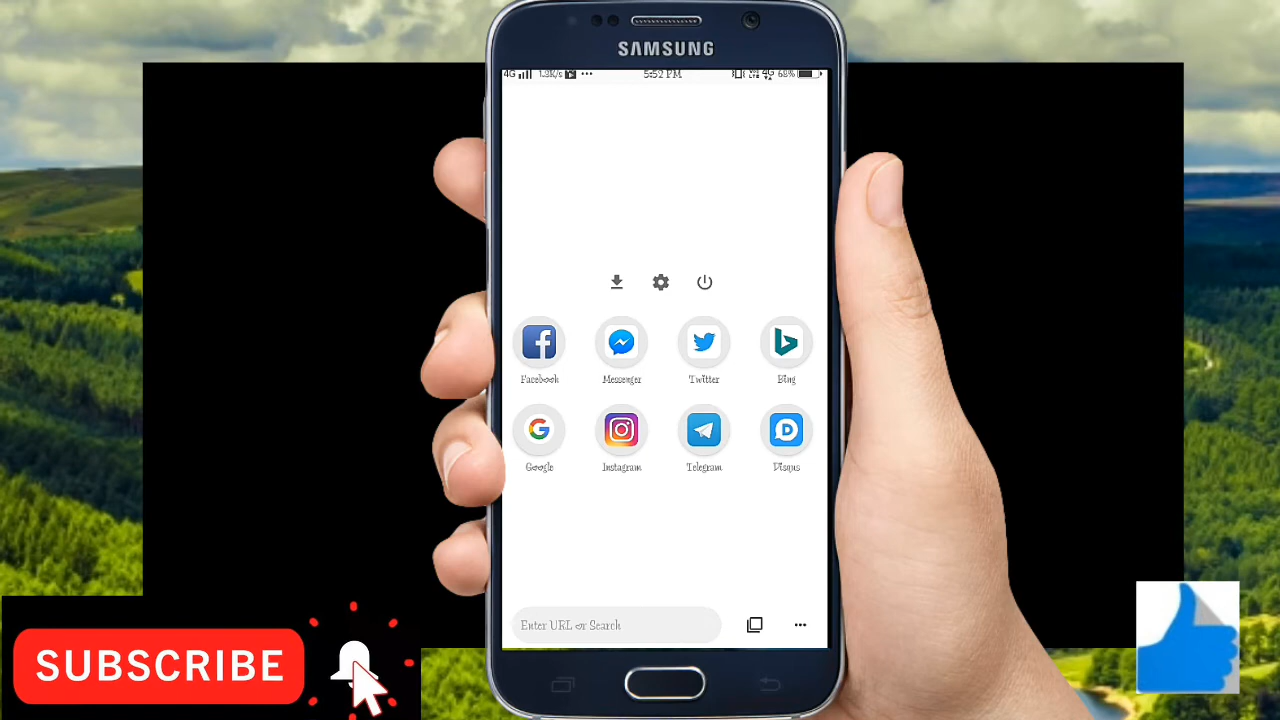 SAMSUNG
4G 1.3K/s ... 5:52 PM 4G 68%
Facebook Messenger Twitter Bing
Google Instagram Telegram Disqus
Enter URL or Search
SUBSCRIBE